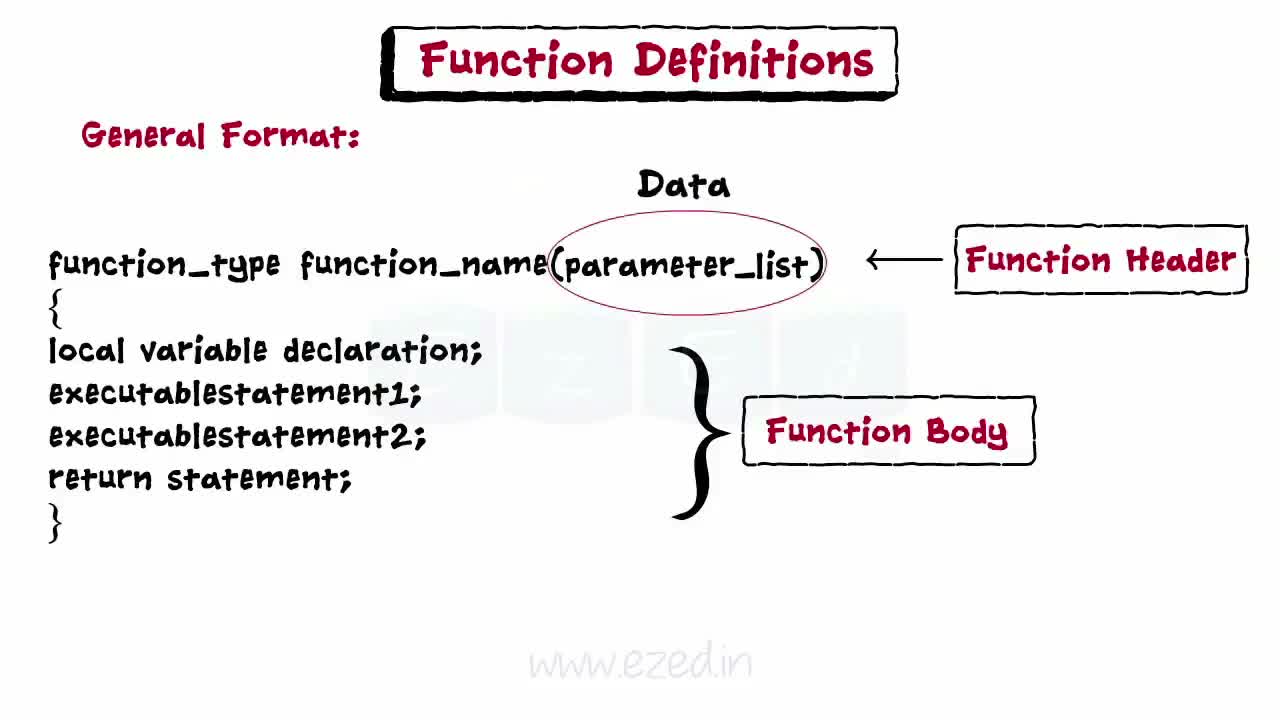 Function Definitions
General Format:
Data
function_type function_name(parameter_list)
Function Header
{
local variable declaration;
executablestatement1;
executablestatement2;
return statement;
}
Function Body
www.ezed.in